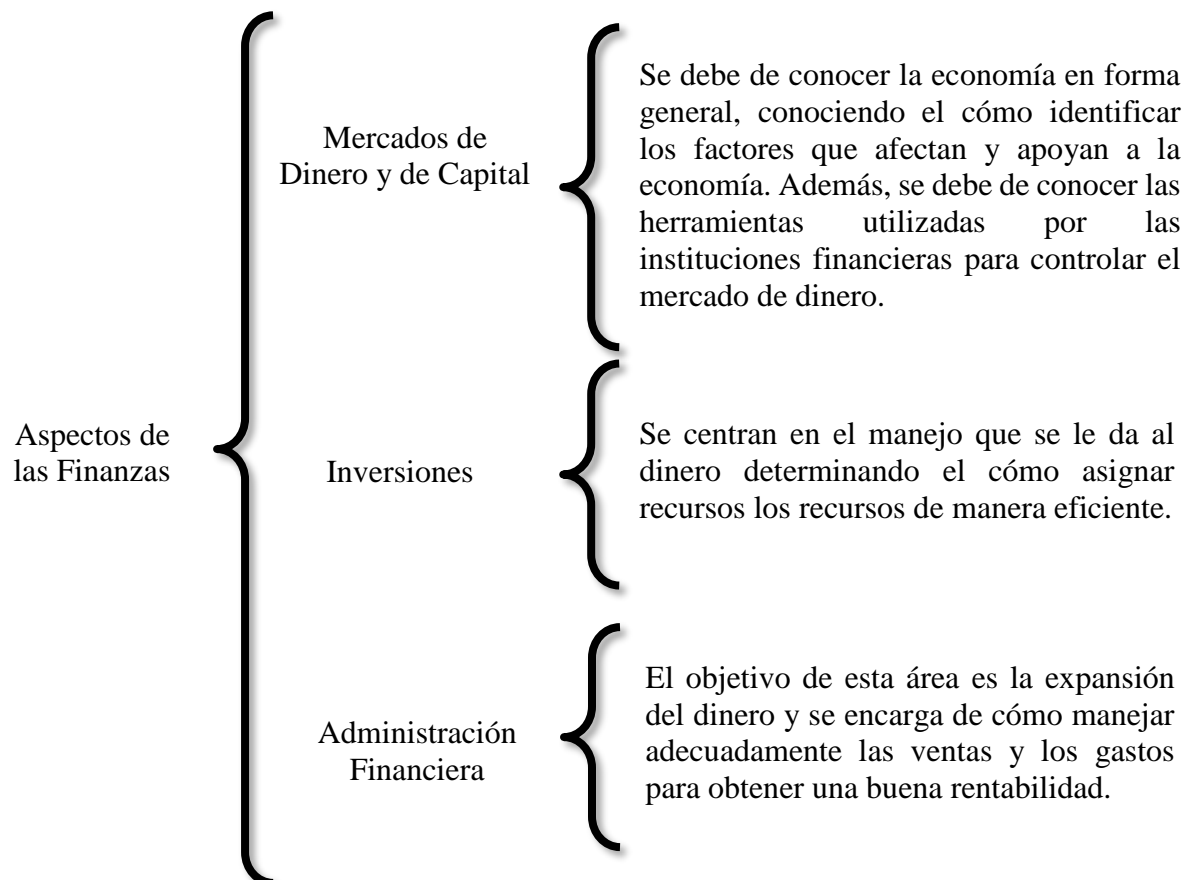 Aspectos de
las Finanzas
Mercados de
Dinero y de Capital
Se debe de conocer la economía en forma
general, conociendo el cómo identificar
los factores que afectan y apoyan a la
economía. Además, se debe de conocer las
herramientas utilizadas por las
instituciones financieras para controlar el
mercado de dinero.
Inversiones
Se centran en el manejo que se le da al
dinero determinando el cómo asignar
recursos los recursos de manera eficiente.
Administración
Financiera
El objetivo de esta área es la expansión
del dinero y se encarga de cómo manejar
adecuadamente las ventas y los gastos
para obtener una buena rentabilidad.